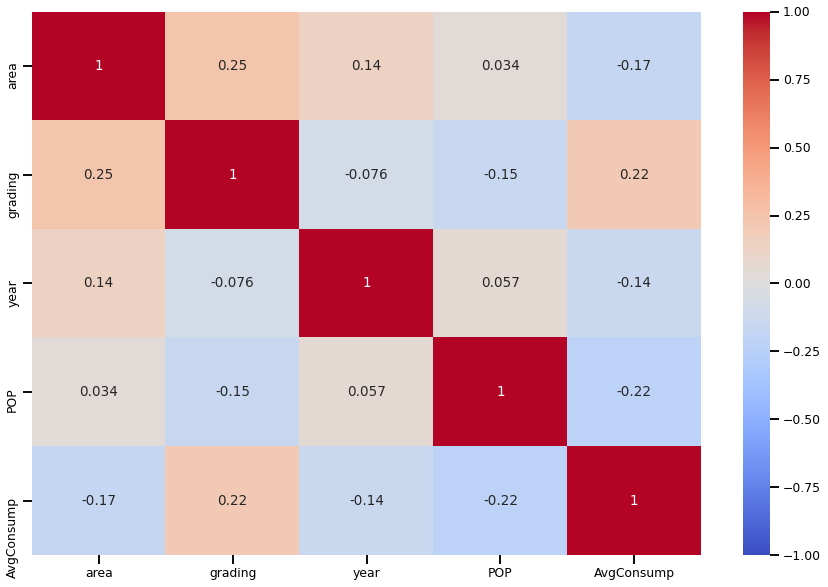 area 1 0.25 0.14 0.034 -0.17
grading 0.25 1 -0.076 -0.15 0.22
year 0.14 -0.076 1 0.057 -0.14
POP 0.034 -0.15 0.057 1 -0.22
AvgConsump -0.17 0.22 -0.14 -0.22 1
area grading year POP AvgConsump
1.00
0.75
0.50
0.25
0.00
−0.25
−0.50
−0.75
−1.00